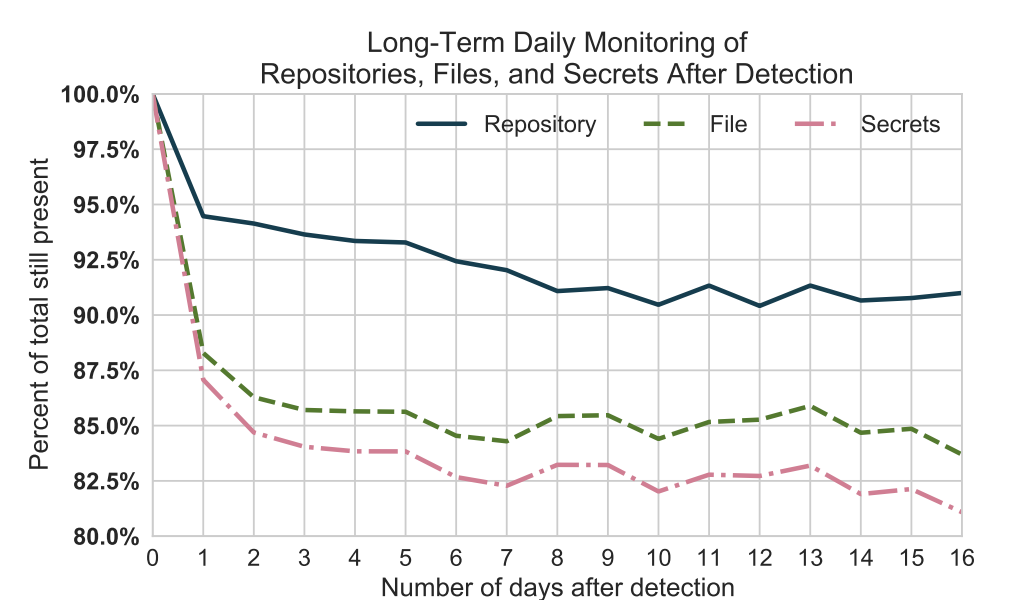 Long-Term Daily Monitoring of
Repositories, Files, and Secrets After Detection
Repository File Secrets
Percent of total still present
100.0%
97.5%
95.0%
92.5%
90.0%
87.5%
85.0%
82.5%
80.0%
0 1 2 3 4 5 6 7 8 9 10 11 12 13 14 15 16
Number of days after detection